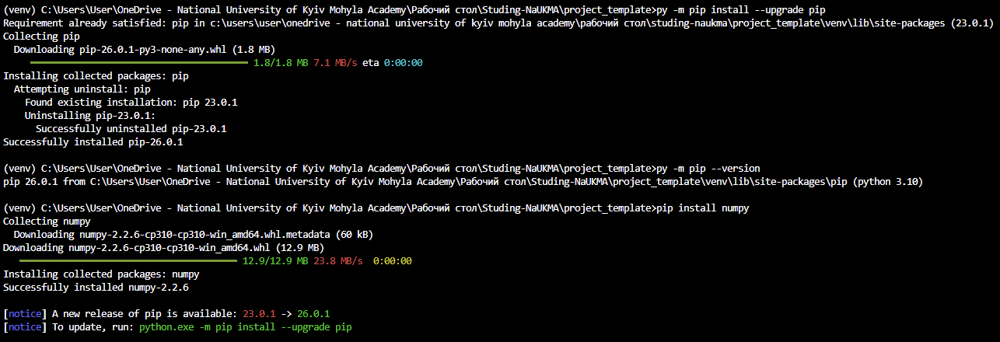 (venv) C:\Users\User\OneDrive - National University of Kyiv Mohyla Academy\Рабочий стол\Studing-NaUKMA\project_template>py -m pip install --upgrade pip
Requirement already satisfied: pip in c:\users\user\onedrive - national university of kyiv mohyla academy\рабочий стол\studing-naukma\project_template\venv\lib\site-packages (23.0.1)
Collecting pip
  Downloading pip-26.0.1-py3-none-any.whl (1.8 MB)
1.8/1.8 MB 7.1 MB/s eta 0:00:00
Installing collected packages: pip
  Attempting uninstall: pip
    Found existing installation: pip 23.0.1
    Uninstalling pip-23.0.1:
      Successfully uninstalled pip-23.0.1
Successfully installed pip-26.0.1
(venv) C:\Users\User\OneDrive - National University of Kyiv Mohyla Academy\Рабочий стол\Studing-NaUKMA\project_template>py -m pip --version
pip 26.0.1 from C:\Users\User\OneDrive - National University of Kyiv Mohyla Academy\Рабочий стол\Studing-NaUKMA\project_template\venv\lib\site-packages\pip (python 3.10)
(venv) C:\Users\User\OneDrive - National University of Kyiv Mohyla Academy\Рабочий стол\Studing-NaUKMA\project_template>pip install numpy
Collecting numpy
  Downloading numpy-2.2.6-cp310-cp310-win_amd64.whl.metadata (60 kB)
Downloading numpy-2.2.6-cp310-cp310-win_amd64.whl (12.9 MB)
12.9/12.9 MB 23.8 MB/s  0:00:00
Installing collected packages: numpy
Successfully installed numpy-2.2.6
[notice] A new release of pip is available: 23.0.1 -> 26.0.1
[notice] To update, run: python.exe -m pip install --upgrade pip